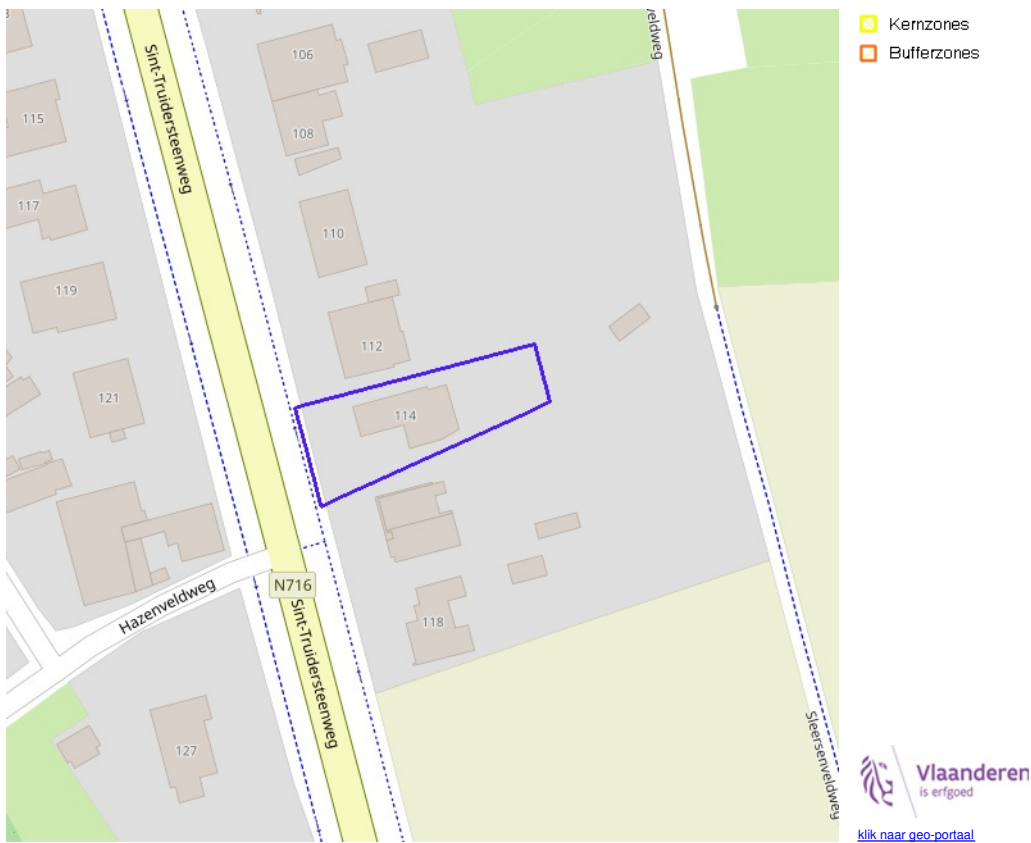 106
108
115
117
110
119
112
121
114
N716
118
127
Sint-Truidersteenweg
Sint-Truidersteenweg
Hazenveldweg
veldweg
Sleersenveldweg
Kernzones
Bufferzones
Vlaanderen
is erfgoed
klik naar geo-portaal